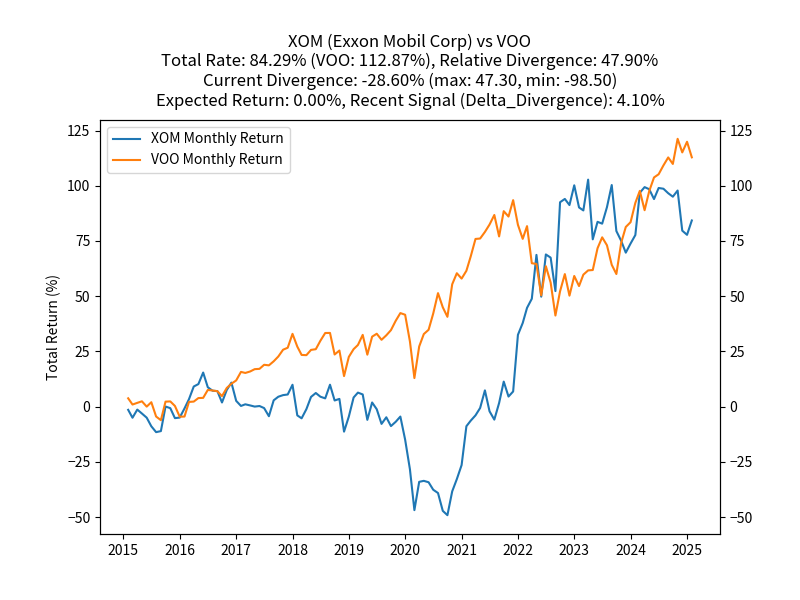 XOM (Exxon Mobil Corp) vs VOO
Total Rate: 84.29% (VOO: 112.87%), Relative Divergence: 47.90%
Current Divergence: -28.60% (max: 47.30, min: -98.50)
Expected Return: 0.00%, Recent Signal (Delta_Divergence): 4.10%
XOM Monthly Return
VOO Monthly Return
Total Return (%)
125
100
75
50
25
0
−25
−50
125
100
75
50
25
0
−25
−50
2015 2016 2017 2018 2019 2020 2021 2022 2023 2024 2025